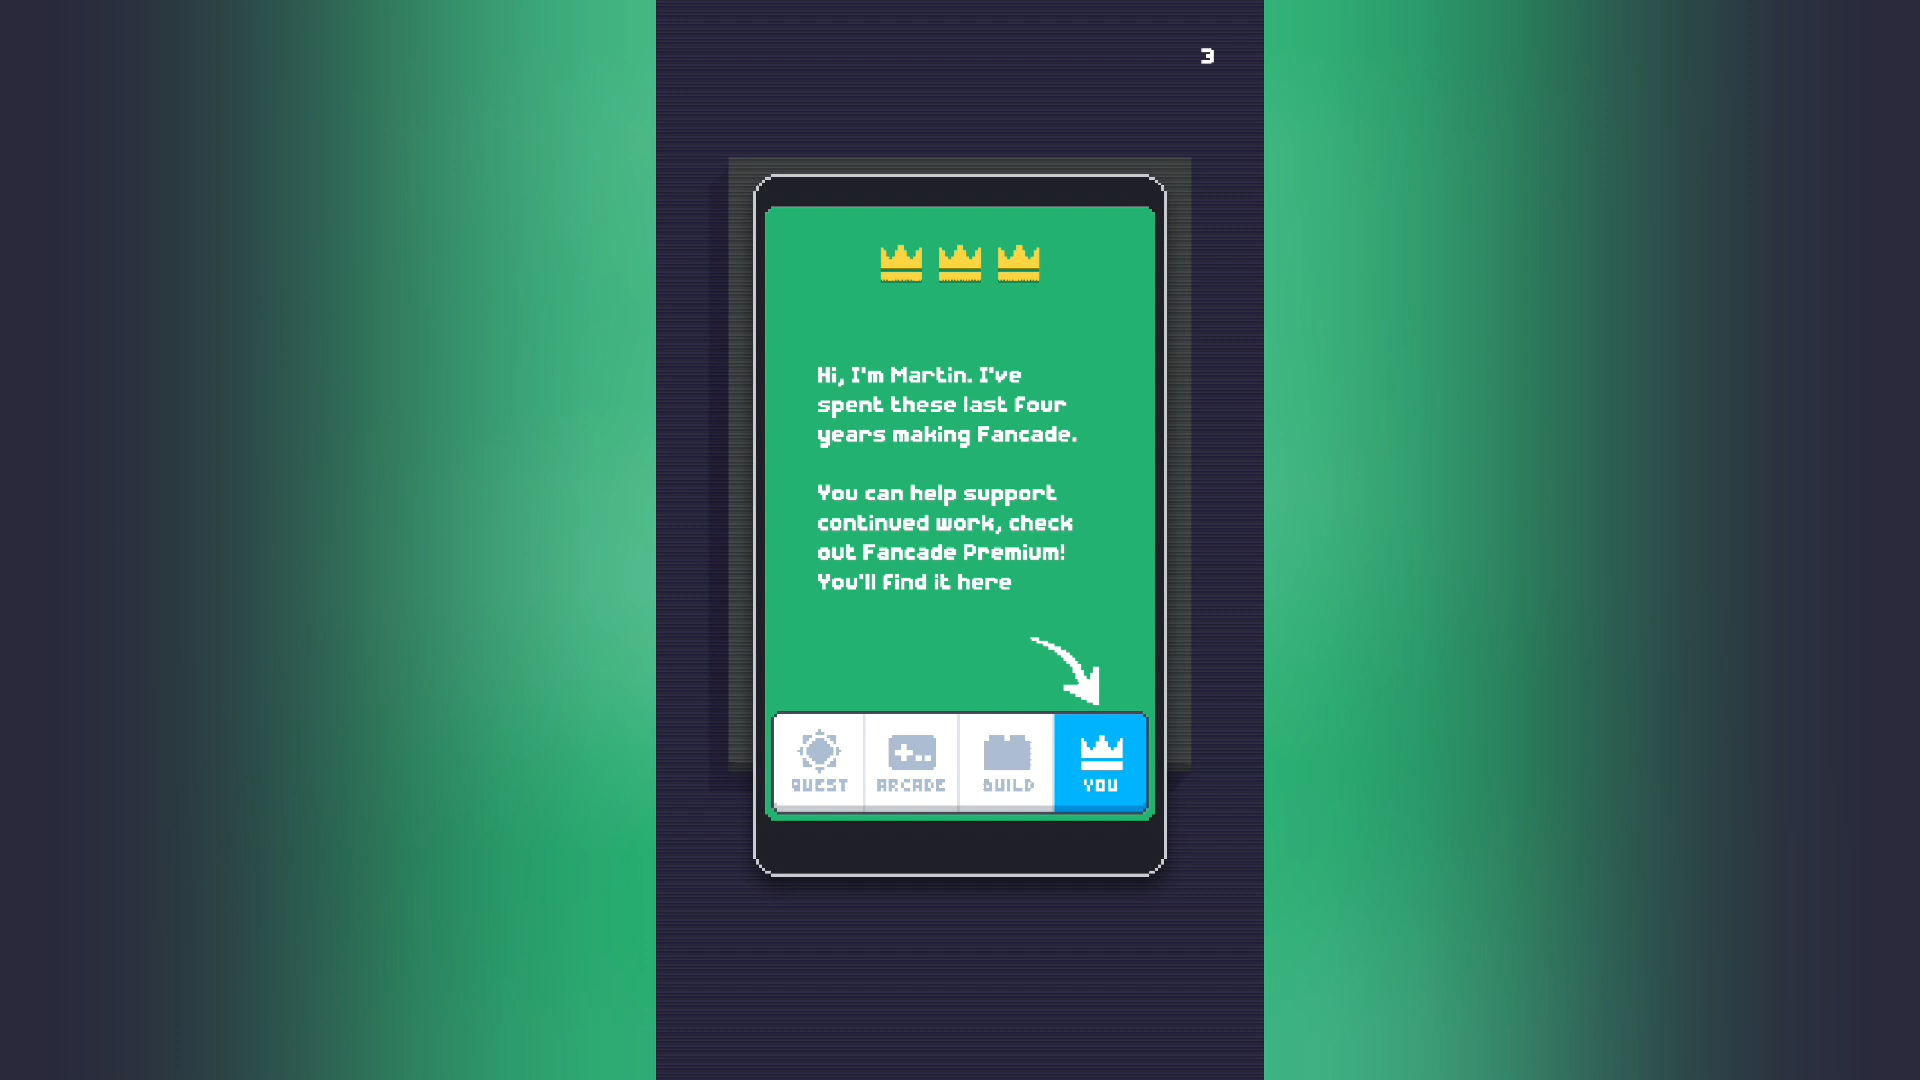 3
Hi, I'm Martin. I've
spent these last four
years making Fancade.
You can help support
continued work, check
out Fancade Premium!
You'll find it here
QUEST ARCADE BUILD YOU